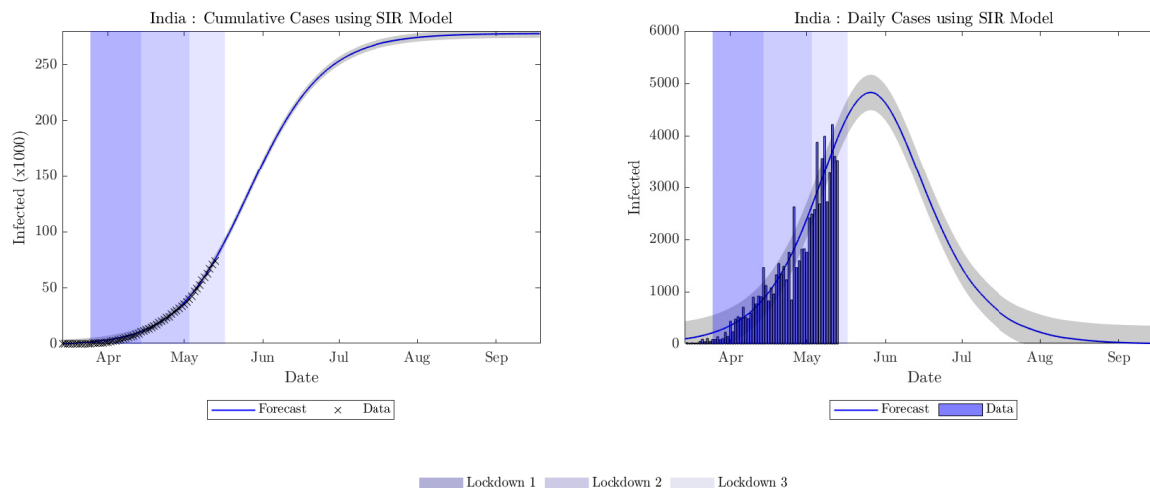 India : Cumulative Cases using SIR Model
250
200
150
100
50
0
Infected (x1000)
Apr May Jun Jul Aug Sep
Date
Forecast Data
India : Daily Cases using SIR Model
6000
5000
4000
3000
2000
1000
0
Infected
Apr May Jun Jul Aug Sep
Date
Forecast Data
Lockdown 1 Lockdown 2 Lockdown 3